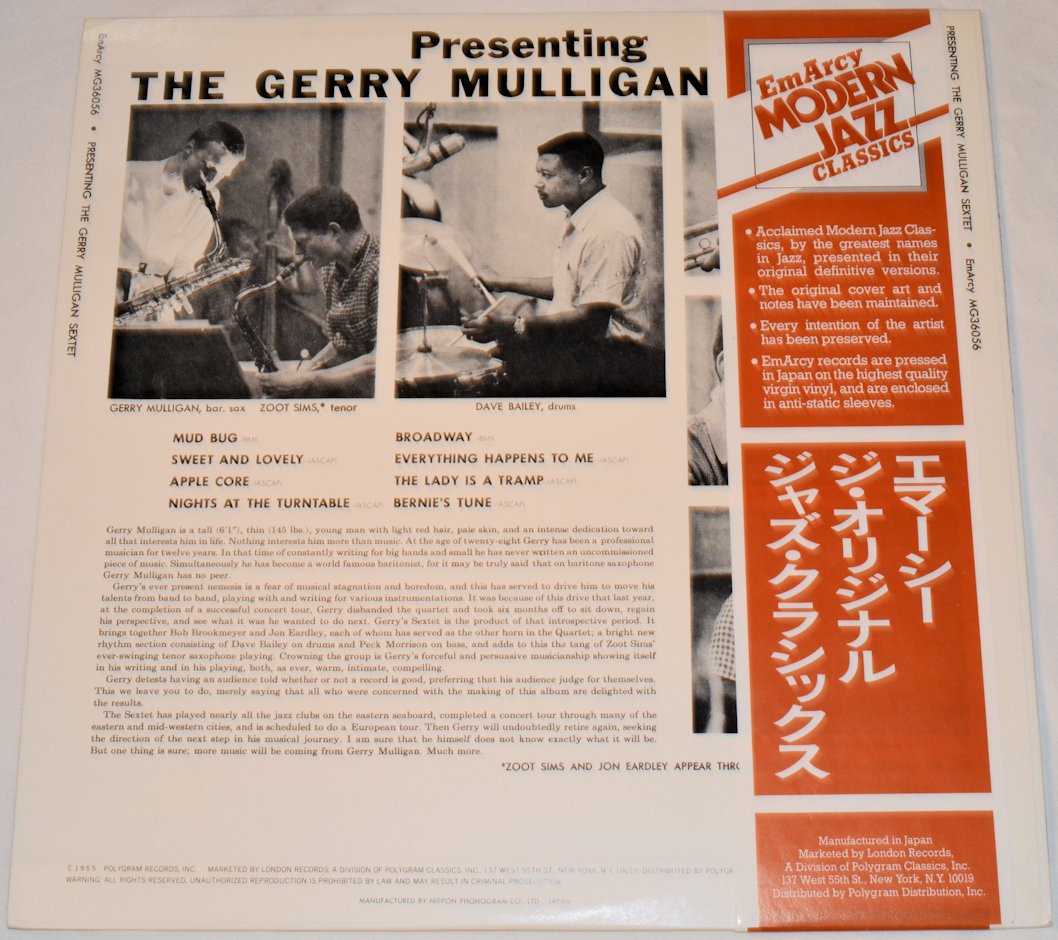 Presenting
THE GERRY MULLIGAN
EmArcy MG36056 • PRESENTING THE GERRY MULLIGAN SEXTET
GERRY MULLIGAN, bar. sax ZOOT SIMS,* tenor
DAVE BAILEY, drums
MUD BUG (BMI)
SWEET AND LOVELY (ASCAP)
APPLE CORE (ASCAP)
NIGHTS AT THE TURNTABLE (ASCAP)
BROADWAY (BMI)
EVERYTHING HAPPENS TO ME (ASCAP)
THE LADY IS A TRAMP (ASCAP)
BERNIE'S TUNE (ASCAP)
Gerry Mulligan is a tall (6'1"), thin (145 lbs.), young man with light red hair, pale skin, and an intense dedication toward
all that interests him in life. Nothing interests him more than music. At the age of twenty-eight Gerry has been a professional
musician for twelve years. In that time of constantly writing for big bands and small he has never written an uncommissioned
piece of music. Simultaneously he has become a world famous baritonist, for it may be truly said that on baritone saxophone
Gerry Mulligan has no peer.
Gerry's ever present nemesis is a fear of musical stagnation and boredom, and this has served to drive him to move his
talents from band to band, playing with and writing for various instrumentations. It was because of this drive that last year,
at the completion of a successful concert tour, Gerry disbanded the quartet and took six months off to sit down, regain
his perspective, and see what it was he wanted to do next. Gerry's Sextet is the product of that introspective period. It
brings together Bob Brookmeyer and Jon Eardley, each of whom has served as the other horn in the Quartet; a bright new
rhythm section consisting of Dave Bailey on drums and Peck Morrison on bass, and adds to this the tang of Zoot Sims'
ever-swinging tenor saxophone playing. Crowning the group is Gerry's forceful and persuasive musicianship showing itself
in his writing and in his playing, both, as ever, warm, intimate, compelling.
Gerry detests having an audience told whether or not a record is good, preferring that his audience judge for themselves.
This we leave you to do, merely saying that all who were concerned with the making of this album are delighted with
the results.
The Sextet has played nearly all the jazz clubs on the eastern seaboard, completed a concert tour through many of the
eastern and mid-western cities, and is scheduled to do a European tour. Then Gerry will undoubtedly retire again, seeking
the direction of the next step in his musical journey. I am sure that he himself does not know exactly what it will be.
But one thing is sure; more music will be coming from Gerry Mulligan. Much more.
*ZOOT SIMS AND JON EARDLEY APPEAR THRO
© 1955 POLYGRAM RECORDS, INC. MARKETED BY LONDON RECORDS, A DIVISION OF POLYGRAM CLASSICS, INC., 137 WEST 55TH ST., NEW YORK, N.Y. 10019 DISTRIBUTED BY POLYGR
WARNING: ALL RIGHTS RESERVED, UNAUTHORIZED REPRODUCTION IS PROHIBITED BY LAW AND MAY RESULT IN CRIMINAL PROSECUTION.
MANUFACTURED BY NIPPON PHONOGRAM CO., LTD., JAPAN
EmArcy
MODERN
JAZZ
CLASSICS
• Acclaimed Modern Jazz Clas-
sics, by the greatest names
in Jazz, presented in their
original definitive versions.
• The original cover art and
notes have been maintained.
• Every intention of the artist
has been preserved.
• EmArcy records are pressed
in Japan on the highest quality
virgin vinyl, and are enclosed
in anti-static sleeves.
エマーシー
ジ・オリジナル
ジャズ・クラシックス
Manufactured in Japan
Marketed by London Records,
A Division of Polygram Classics, Inc.
137 West 55th St., New York, N.Y. 10019
Distributed by Polygram Distribution, Inc.
PRESENTING THE GERRY MULLIGAN SEXTET • EmArcy MG36056